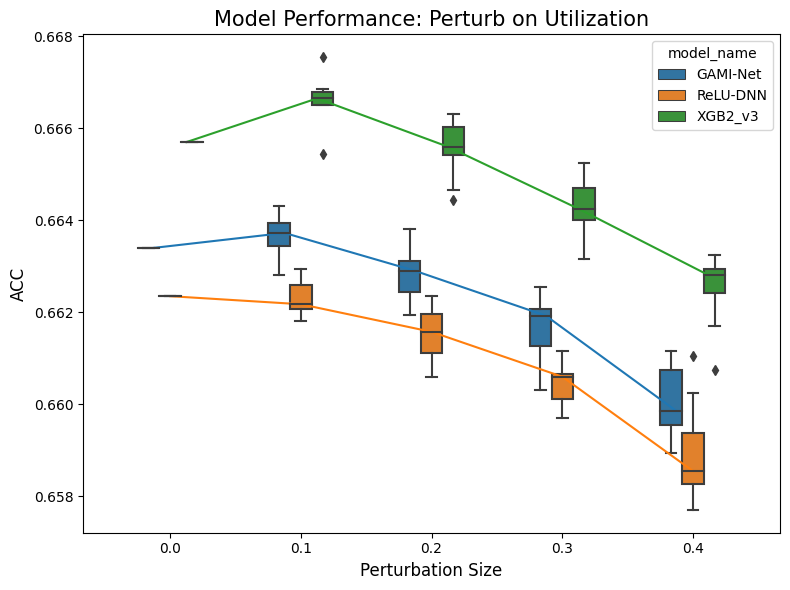 Model Performance: Perturb on Utilization
model_name
GAMI-Net
ReLU-DNN
XGB2_v3
ACC
0.668
0.666
0.664
0.662
0.660
0.658
0.0 0.1 0.2 0.3 0.4
Perturbation Size